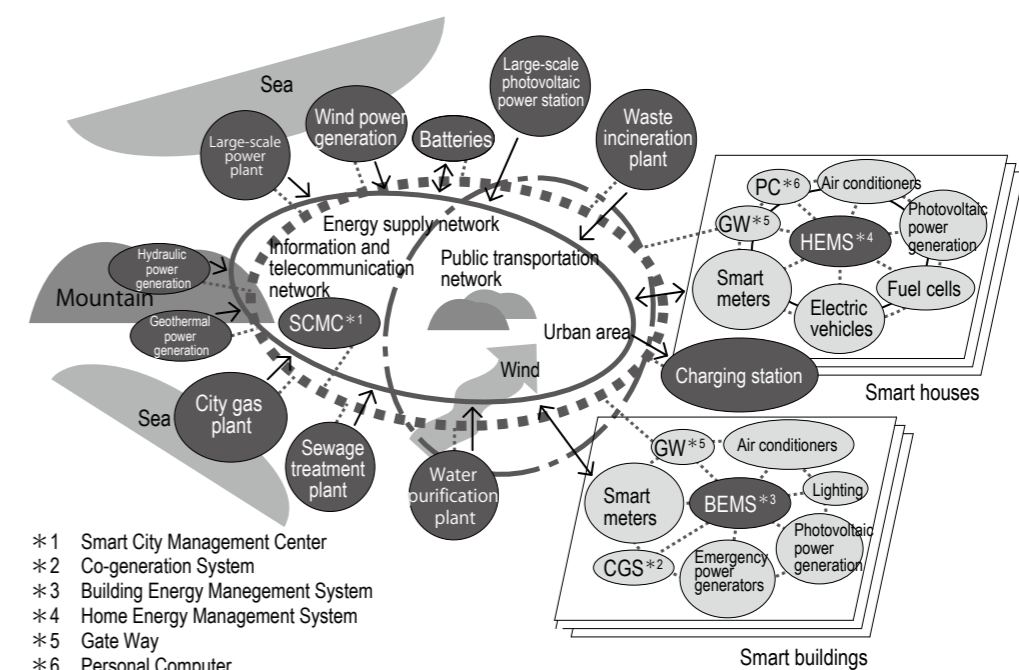 Sea
Large-scale
power
plant
Wind power
generation
Batteries
Large-scale
photovoltaic
power station
Waste
incineration
plant
Energy supply network
Information and
telecommunication
network
Public transportation
network
Hydraulic
power
generation
Mountain
Geothermal
power
generation
SCMC*1
Urban area
Wind
Sea
City gas
plant
Sewage
treatment
plant
Water
purification
plant
Charging station
PC*6
Air conditioners
GW*5
HEMS*4
Photovoltaic
power
generation
Smart
meters
Electric
vehicles
Fuel cells
Smart houses
GW*5
Air conditioners
Smart
meters
BEMS*3
Lighting
Photovoltaic
power
generation
CGS*2
Emergency
power
generators
Smart buildings
*1 Smart City Management Center
*2 Co-generation System
*3 Building Energy Manegement System
*4 Home Energy Management System
*5 Gate Way
*6 Personal Computer